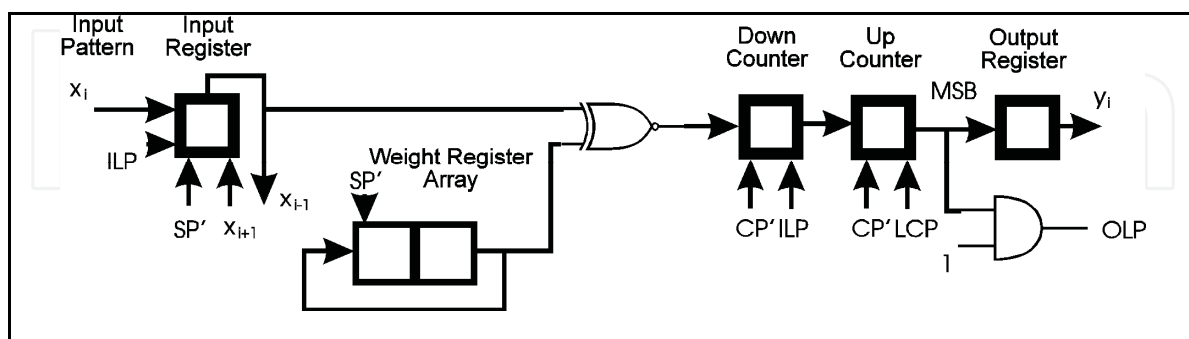 Input
Pattern
Input
Register
xi
ILP
SP'
xi+1
xi-1
Weight Register
Array
SP'
Down
Counter
CP' ILP
Up
Counter
CP' LCP
MSB
Output
Register
yi
1
OLP